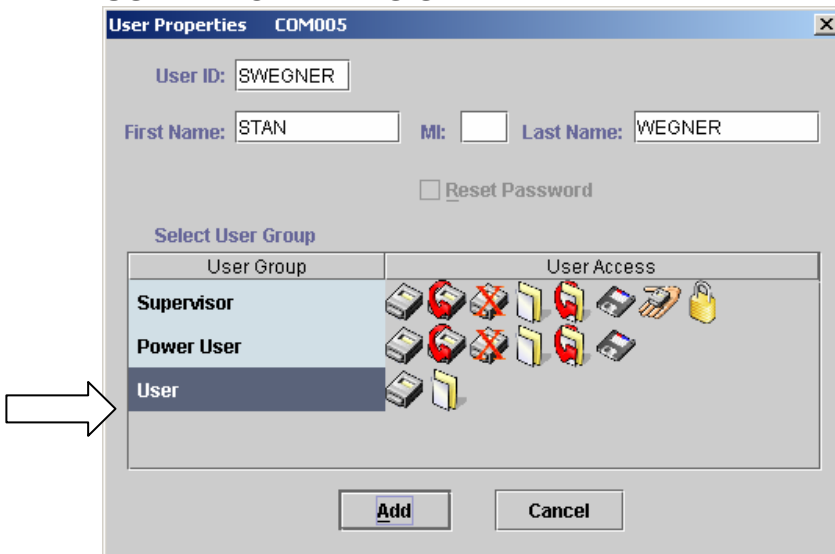 User Properties COM005
User ID: SWEGNER
First Name: STAN MI: Last Name: WEGNER
Reset Password
Select User Group
User Group User Access
Supervisor
Power User
User
Add Cancel